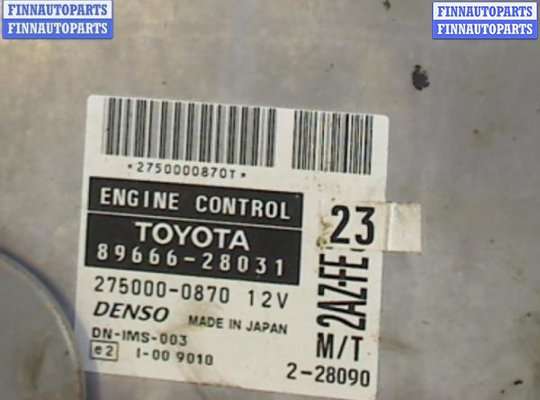 FINNAUTOPARTS
FINNAUTOPARTS
FINNAUTOPARTS
FINNAUTOPARTS
*2750000870T*
ENGINE CONTROL
TOYOTA
89666-28031
275000-0870 12V
DENSO MADE IN JAPAN
DN-IMS-003
e2 I-00 9010
23
2AZ-FE
M/T
2-28090